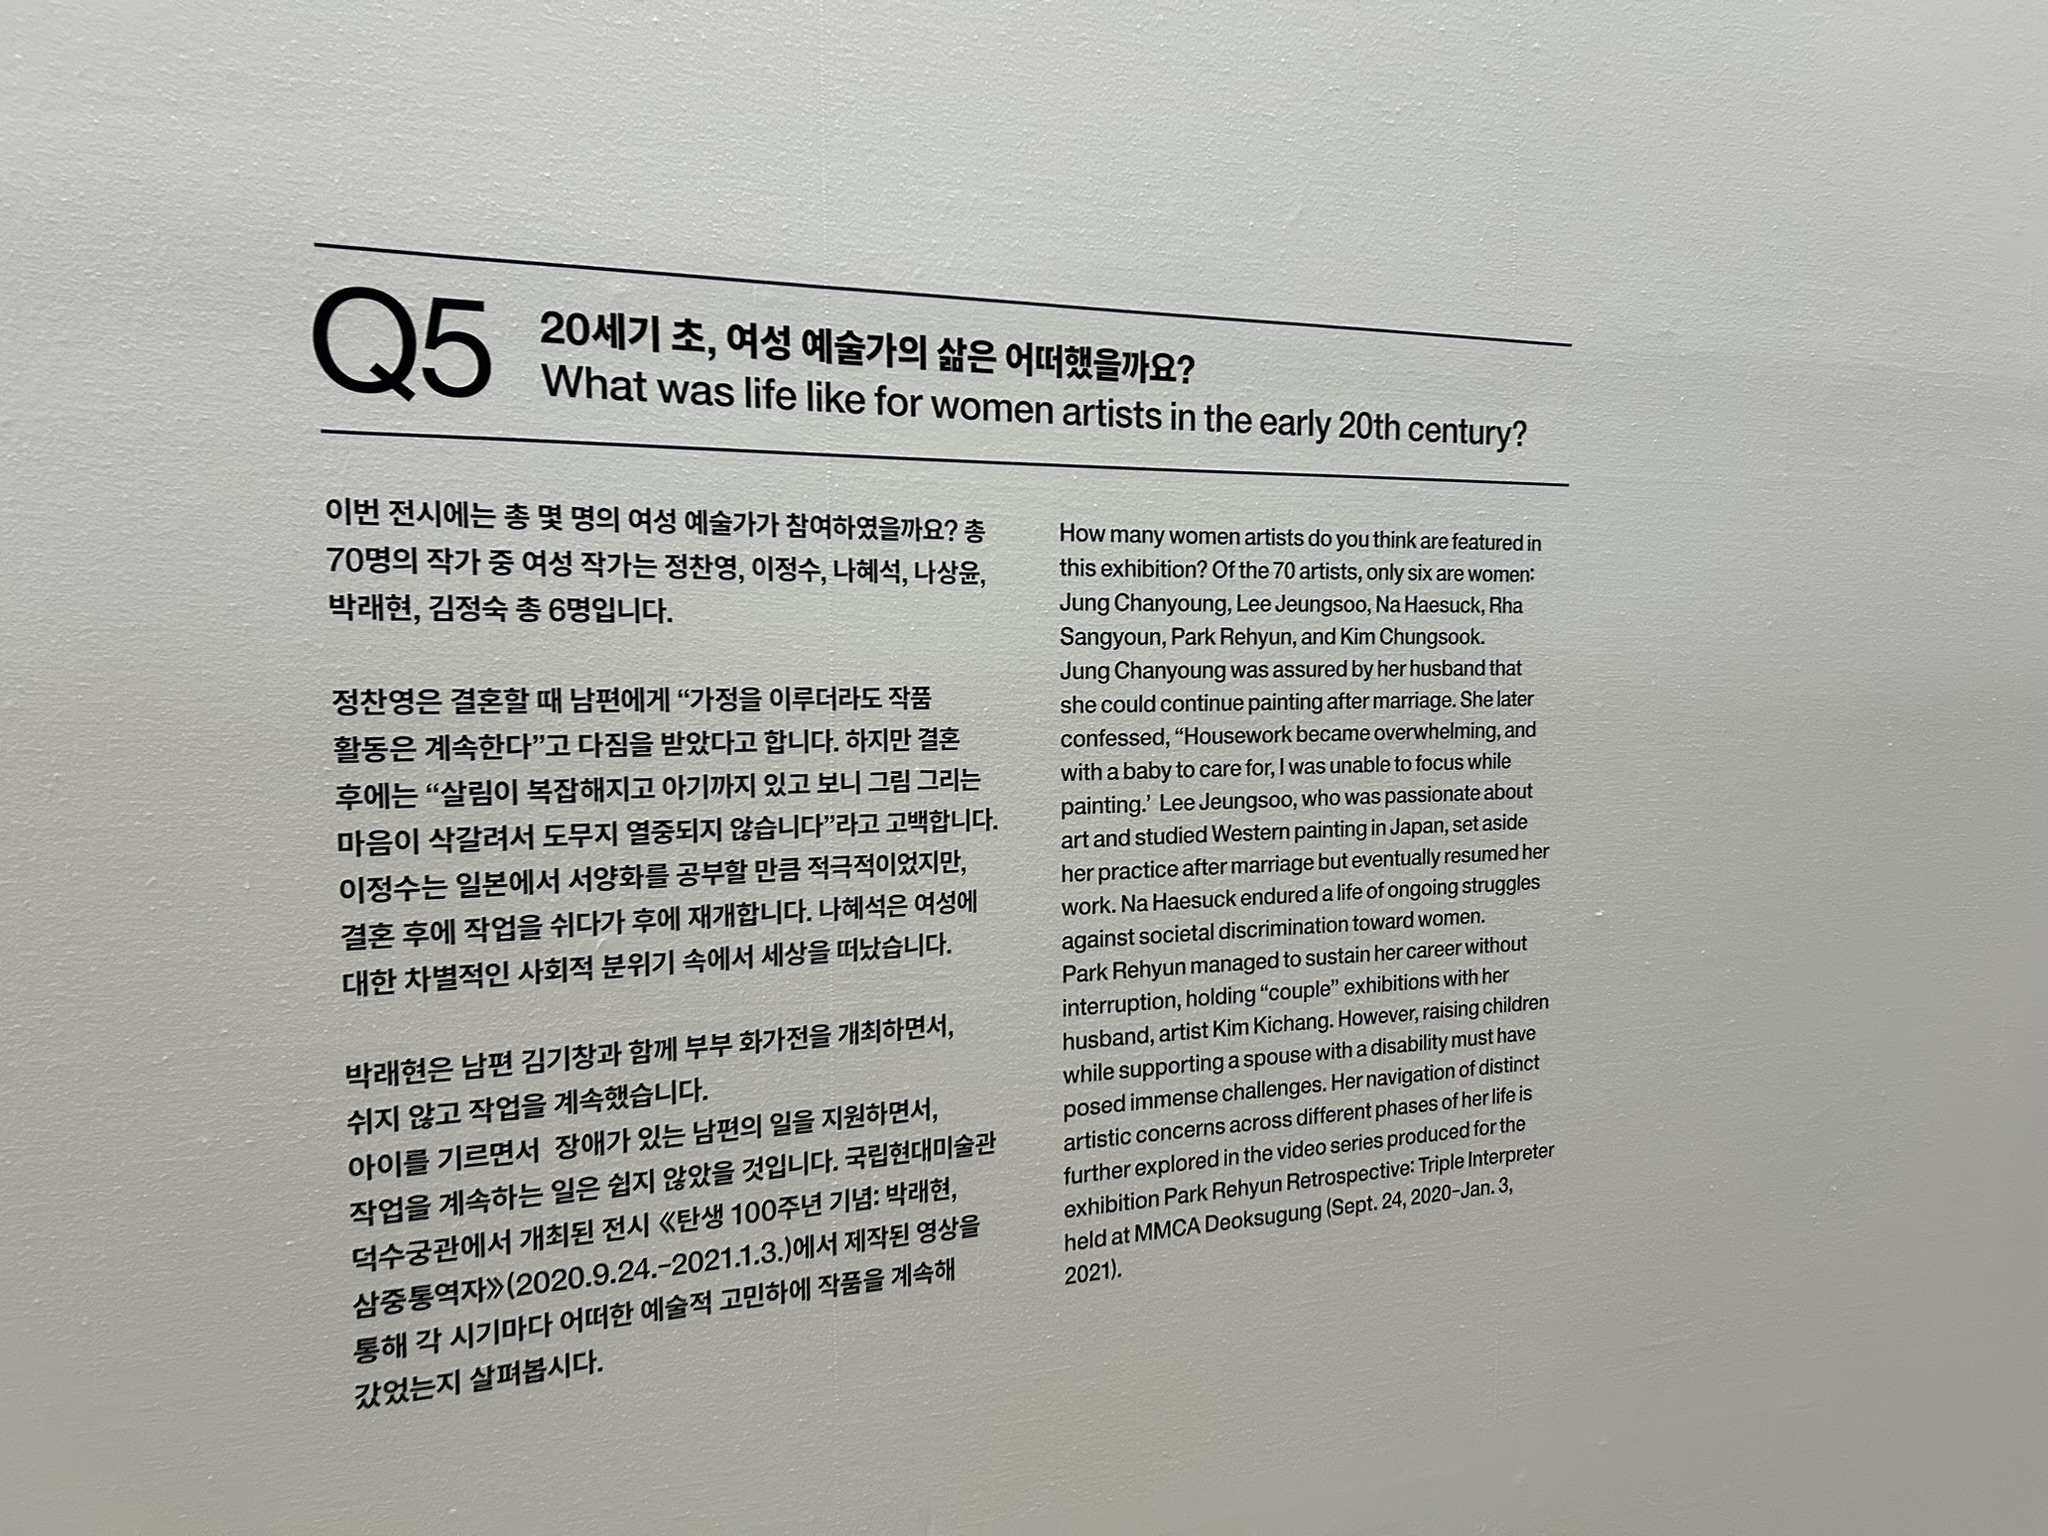 Q5
20세기 초, 여성 예술가의 삶은 어떠했을까요?
What was life like for women artists in the early 20th century?
이번 전시에는 총 몇 명의 여성 예술가가 참여하였을까요? 총
70명의 작가 중 여성 작가는 정찬영, 이정수, 나혜석, 나상윤,
박래현, 김정숙 총 6명입니다.
정찬영은 결혼할 때 남편에게 “가정을 이루더라도 작품
활동은 계속한다”고 다짐을 받았다고 합니다. 하지만 결혼
후에는 “살림이 복잡해지고 아기까지 있고 보니 그림 그리는
마음이 삭갈려서 도무지 열중되지 않습니다”라고 고백합니다.
이정수는 일본에서 서양화를 공부할 만큼 적극적이었지만,
결혼 후에 작업을 쉬다가 후에 재개합니다. 나혜석은 여성에
대한 차별적인 사회적 분위기 속에서 세상을 떠났습니다.
박래현은 남편 김기창과 함께 부부 화가전을 개최하면서,
쉬지 않고 작업을 계속했습니다.
아이를 기르면서 장애가 있는 남편의 일을 지원하면서,
작업을 계속하는 일은 쉽지 않았을 것입니다. 국립현대미술관
덕수궁관에서 개최된 전시 《탄생 100주년 기념: 박래현,
삼중통역자》(2020.9.24.-2021.1.3.)에서 제작된 영상을
통해 각 시기마다 어떠한 예술적 고민하에 작품을 계속해
갔었는지 살펴봅시다.
How many women artists do you think are featured in
this exhibition? Of the 70 artists, only six are women:
Jung Chanyoung, Lee Jeungsoo, Na Haesuck, Rha
Sangyoun, Park Rehyun, and Kim Chungsook.
Jung Chanyoung was assured by her husband that
she could continue painting after marriage. She later
confessed, “Housework became overwhelming, and
with a baby to care for, I was unable to focus while
painting.’ Lee Jeungsoo, who was passionate about
art and studied Western painting in Japan, set aside
her practice after marriage but eventually resumed her
work. Na Haesuck endured a life of ongoing struggles
against societal discrimination toward women.
Park Rehyun managed to sustain her career without
interruption, holding “couple” exhibitions with her
husband, artist Kim Kichang. However, raising children
while supporting a spouse with a disability must have
posed immense challenges. Her navigation of distinct
artistic concerns across different phases of her life is
further explored in the video series produced for the
exhibition Park Rehyun Retrospective: Triple Interpreter
held at MMCA Deoksugung (Sept. 24, 2020-Jan. 3,
2021).